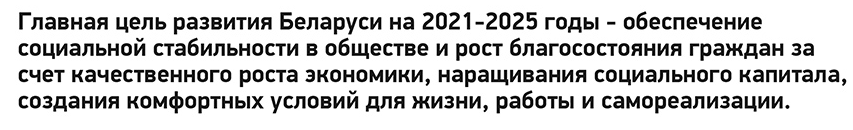 Главная цель развития Беларуси на 2021-2025 годы - обеспечение
социальной стабильности в обществе и рост благосостояния граждан за
счет качественного роста экономики, наращивания социального капитала,
создания комфортных условий для жизни, работы и самореализации.